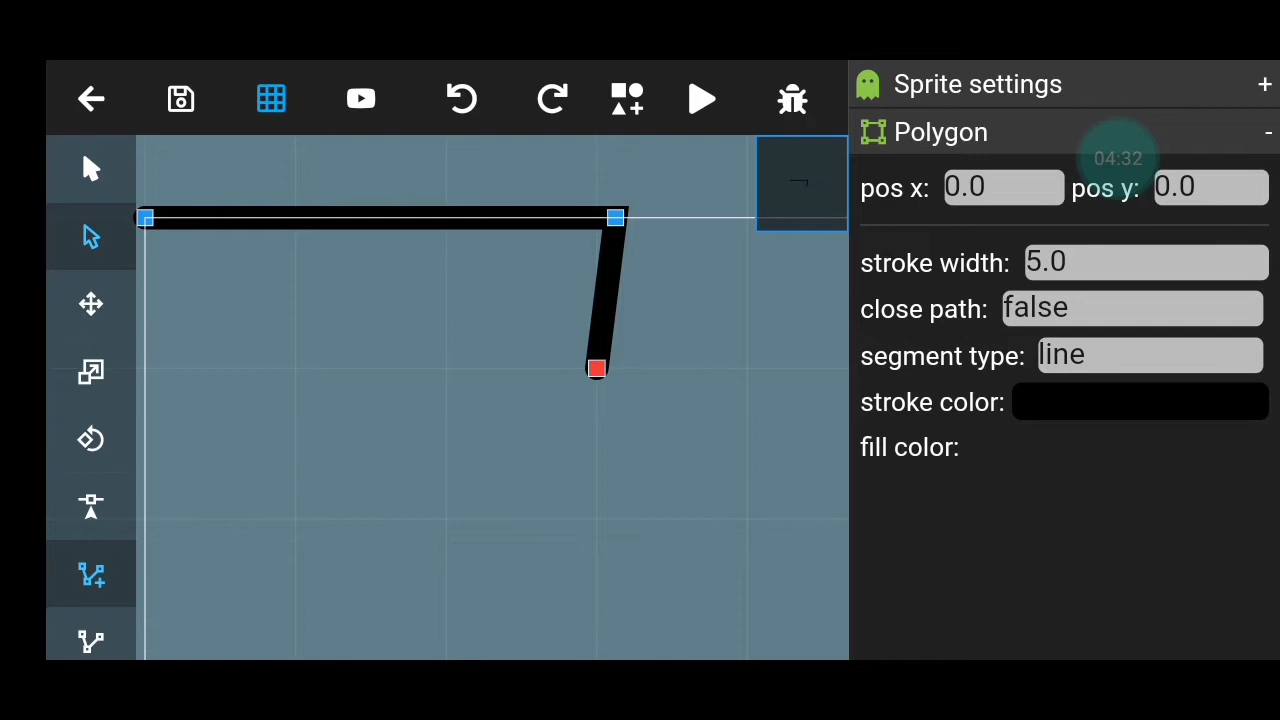 Sprite settings +
Polygon -
04:32
pos x: 0.0 pos y: 0.0
stroke width: 5.0
close path: false
segment type: line
stroke color:
fill color: